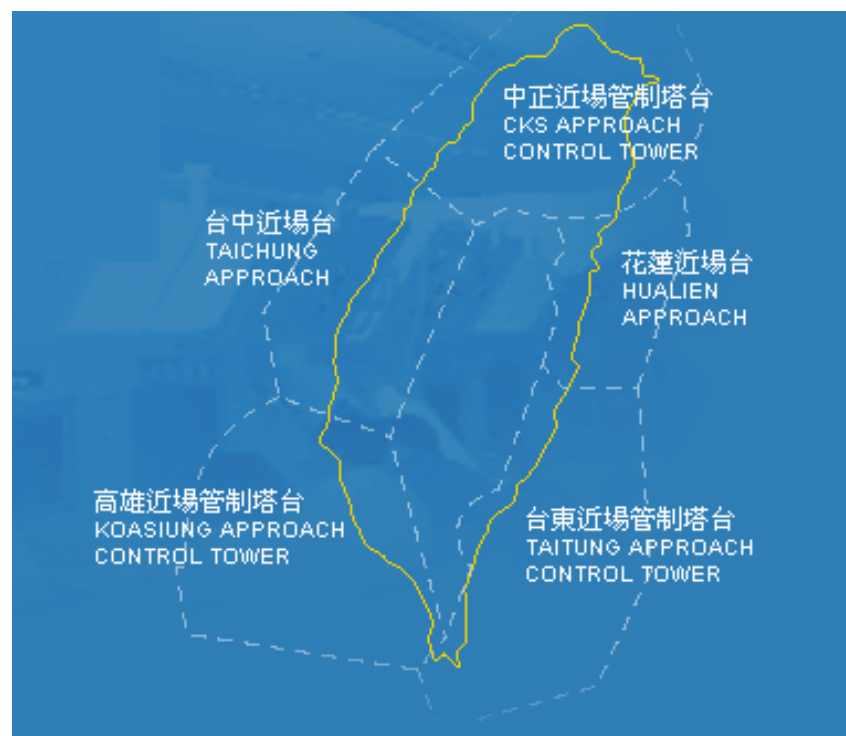 中正近場管制塔台
CKS APPROACH
CONTROL TOWER
台中近場台
TAICHUNG
APPROACH
花蓮近場台
HUALIEN
APPROACH
高雄近場管制塔台
KOASIUNG APPROACH
CONTROL TOWER
台東近場管制塔台
TAITUNG APPROACH
CONTROL TOWER